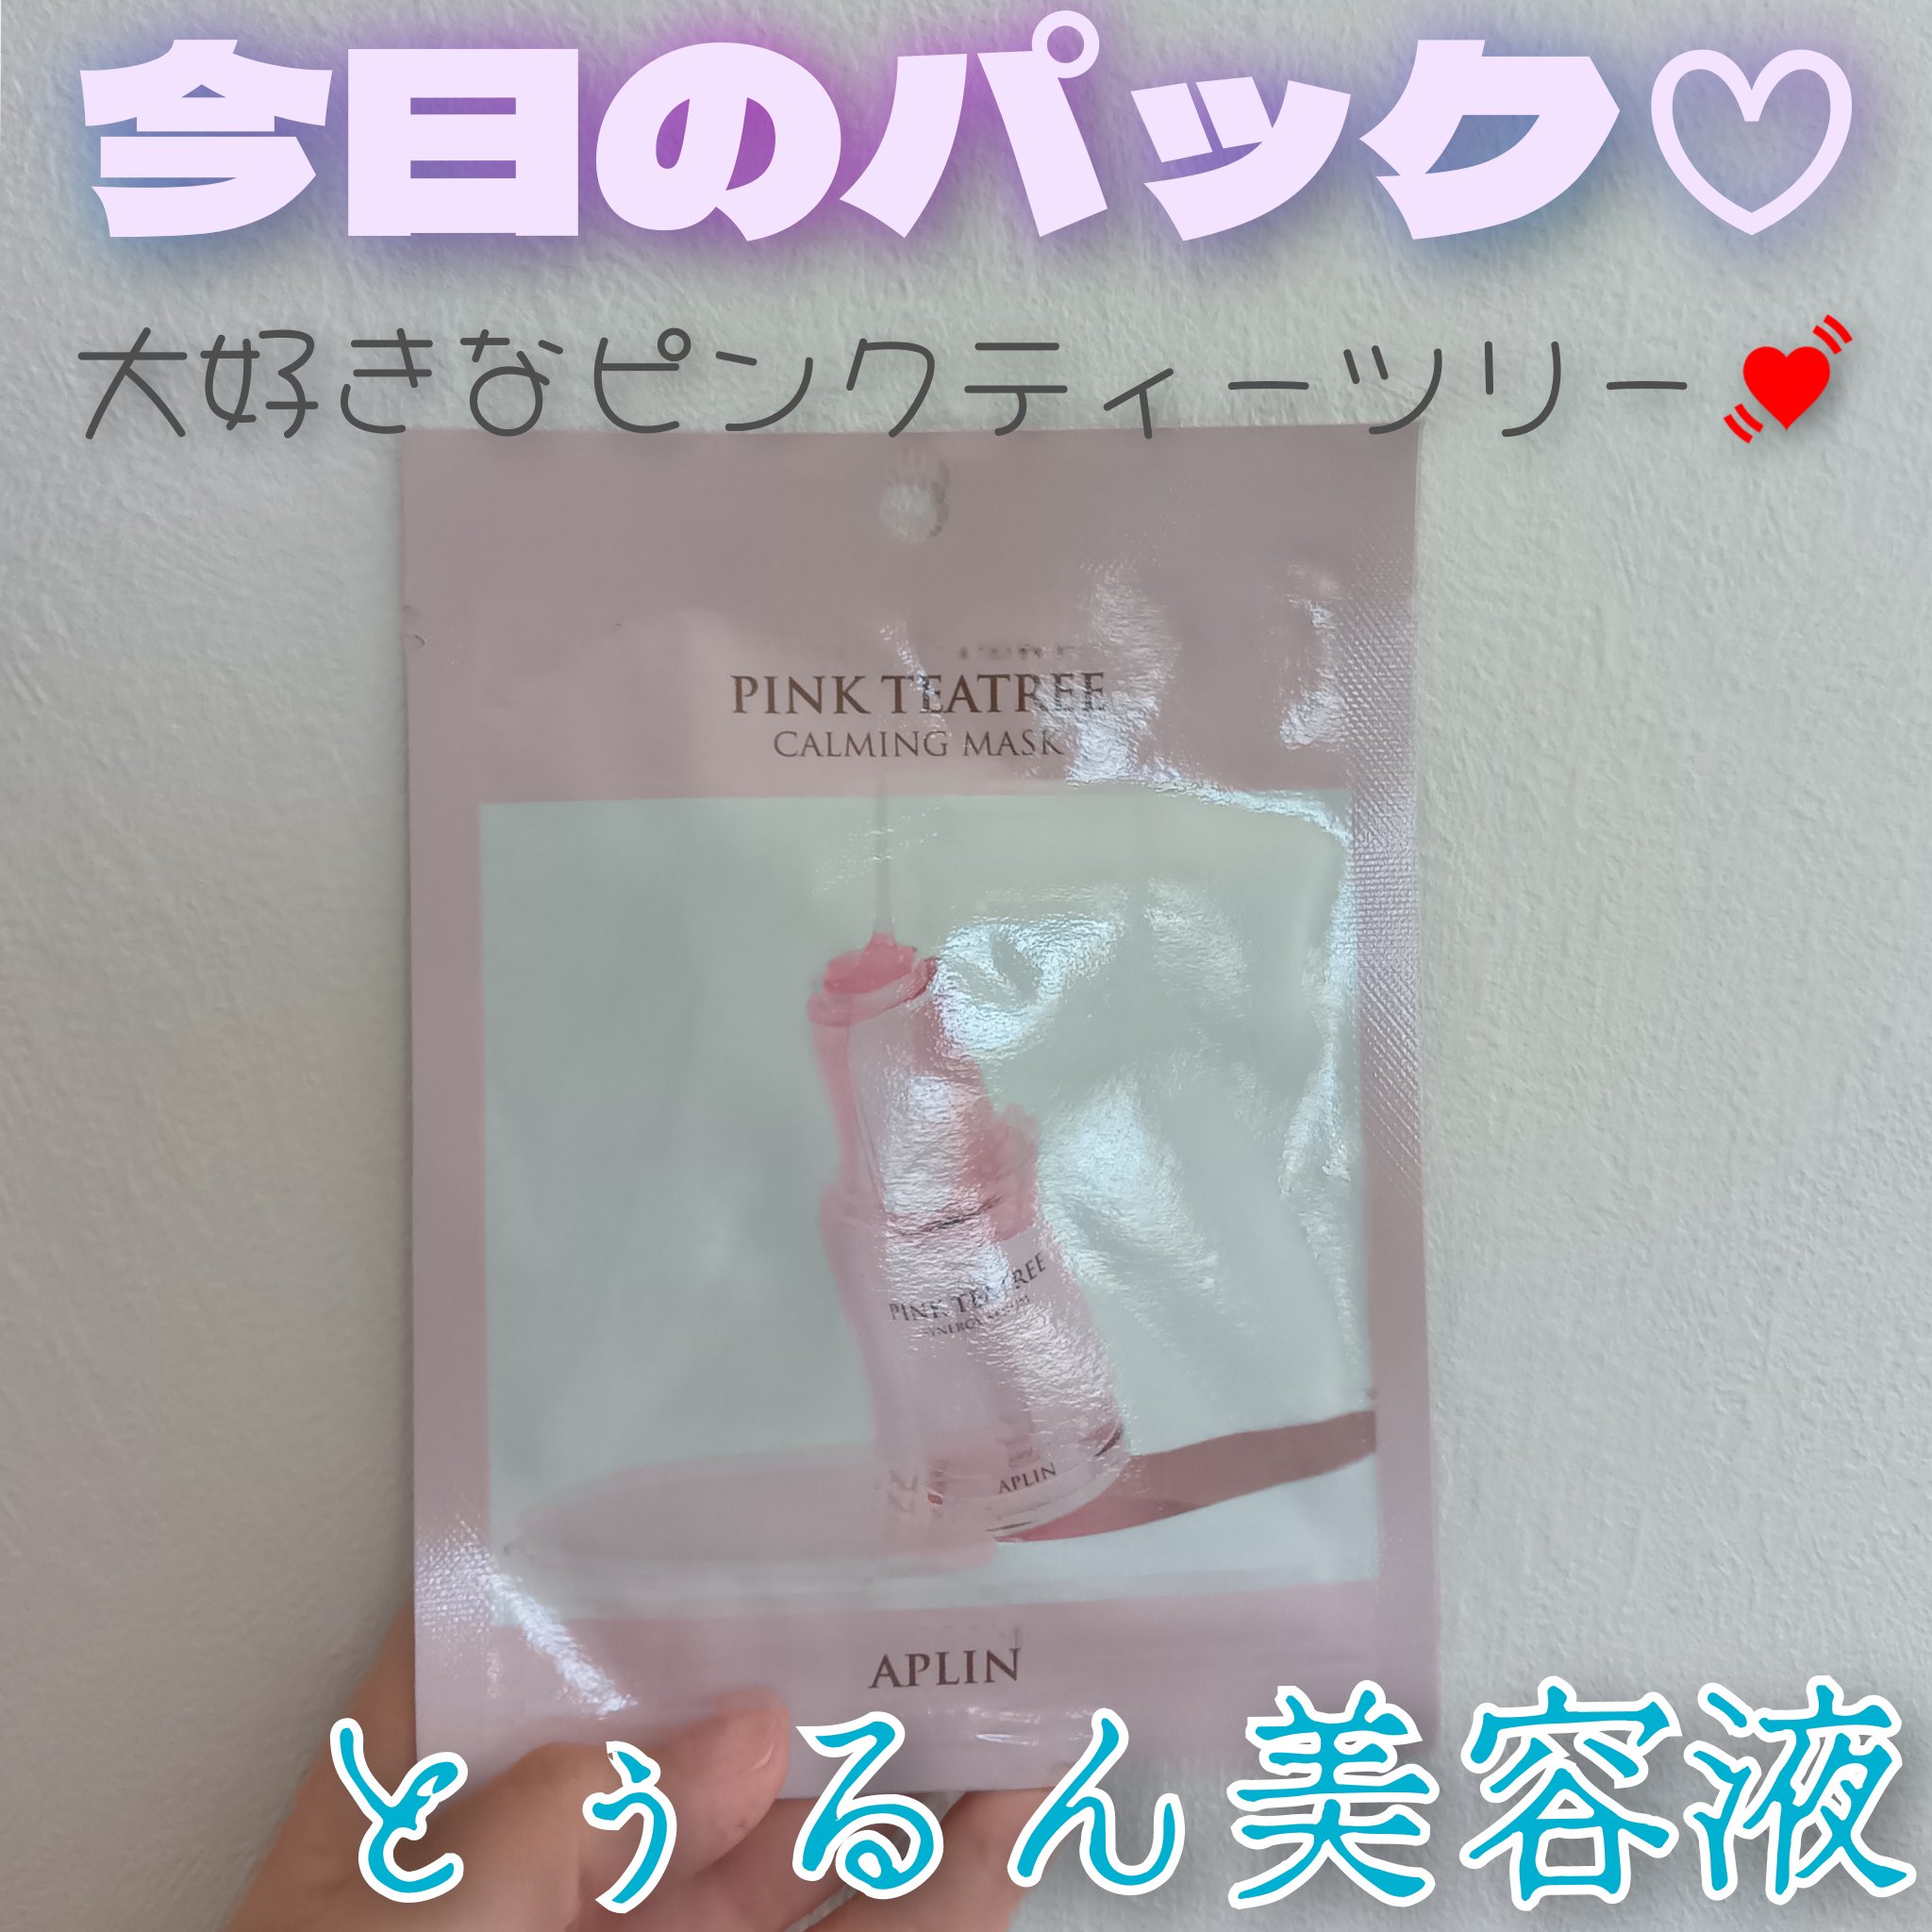 今日のパック♡
大好きなピンクティーツリー💓
PINK TEATREE
CALMING MASK
PINK TEATREE
APLIN
APLIN
とぅるん美容液